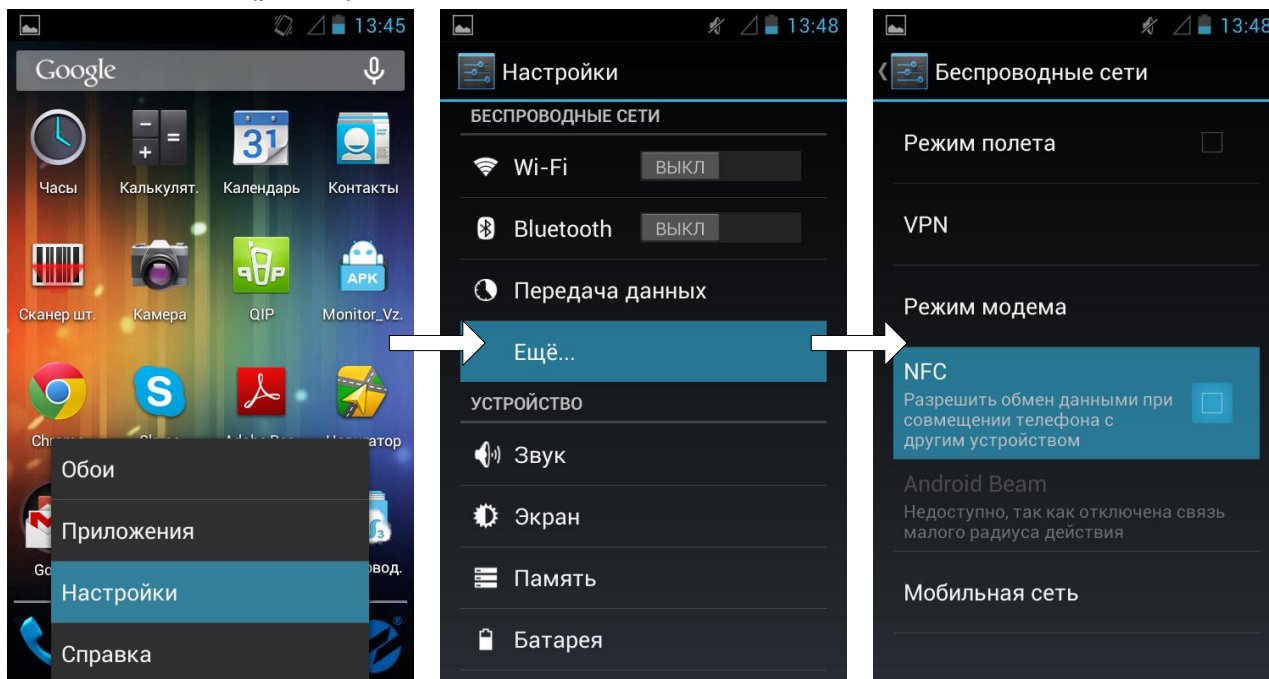 13:45
Google
31
Часы
Калькулят.
Календарь
Контакты
APK
Сканер шт.
Камера
QIP
Monitor_Vz.
Обои
Приложения
Настройки
Справка
13:48
Настройки
БЕСПРОВОДНЫЕ СЕТИ
Wi-Fi ВЫКЛ
Bluetooth ВЫКЛ
Передача данных
Ещё...
УСТРОЙСТВО
Звук
Экран
Память
Батарея
13:48
Беспроводные сети
Режим полета
VPN
Режим модема
NFC
Разрешить обмен данными при
совмещении телефона с
другим устройством
Android Beam
Недоступно, так как отключена связь
малого радиуса действия
Мобильная сеть